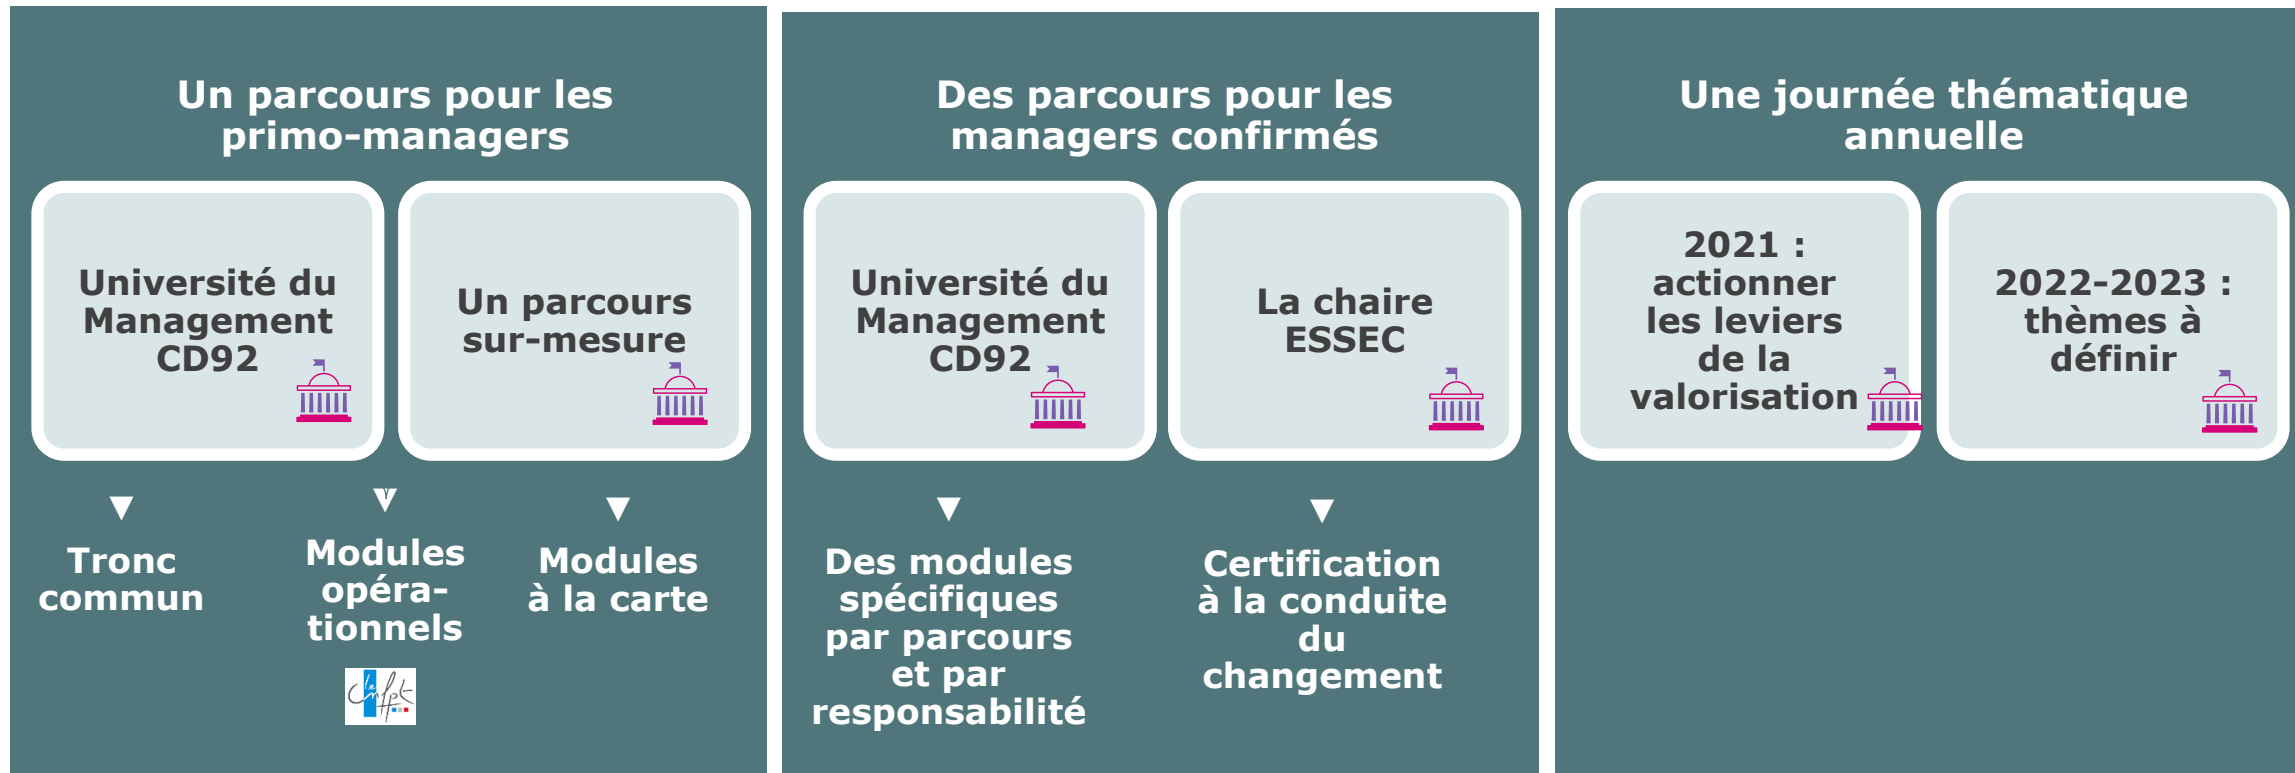 Un parcours pour les
primo-managers
Université du
Management
CD92
Un parcours
sur-mesure
Tronc
commun
Modules
opéra-
tionnels
le cnfpt
Modules
à la carte
Des parcours pour les
managers confirmés
Université du
Management
CD92
La chaire
ESSEC
Des modules
spécifiques
par parcours
et par
responsabilité
Certification
à la conduite
du
changement
Une journée thématique
annuelle
2021 :
actionner
les leviers
de la
valorisation
2022-2023 :
thèmes à
définir